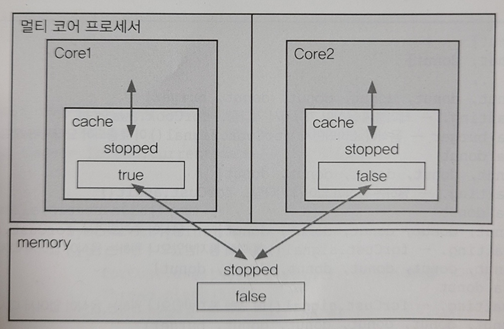 멀티 코어 프로세서
Core1
cache
stopped
true
Core2
cache
stopped
false
memory
stopped
false